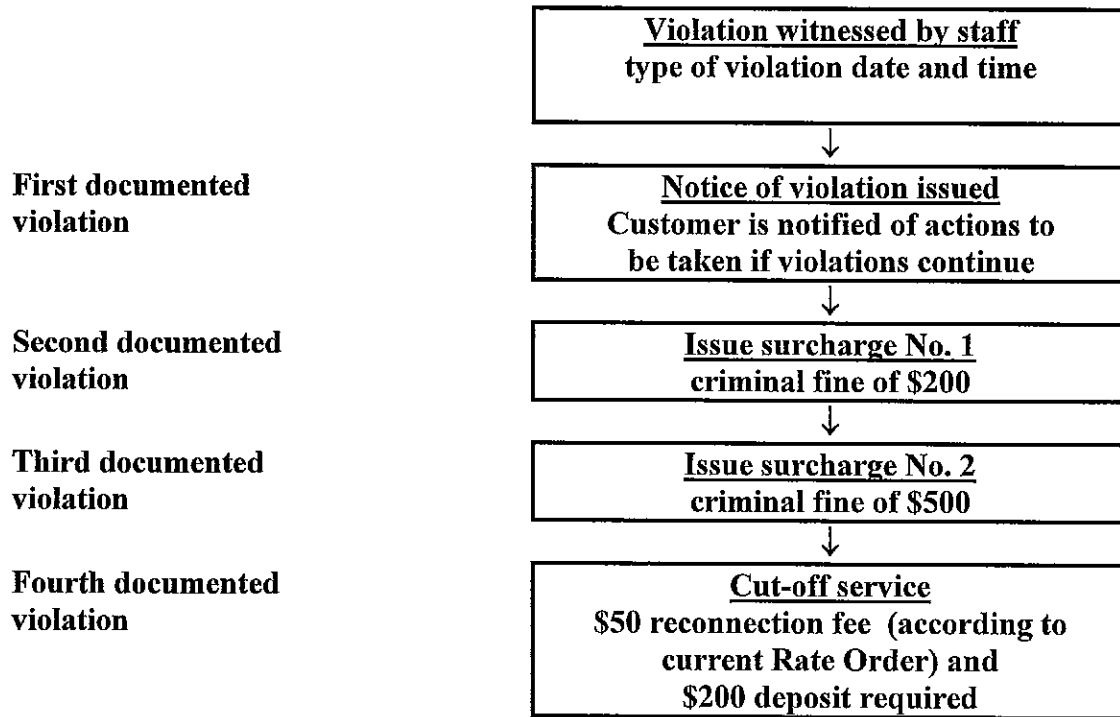 Violation witnessed by staff
type of violation date and time
↓
First documented
violation
Notice of violation issued
Customer is notified of actions to
be taken if violations continue
↓
Second documented
violation
Issue surcharge No. 1
criminal fine of $200
↓
Third documented
violation
Issue surcharge No. 2
criminal fine of $500
↓
Fourth documented
violation
Cut-off service
$50 reconnection fee (according to
current Rate Order) and
$200 deposit required